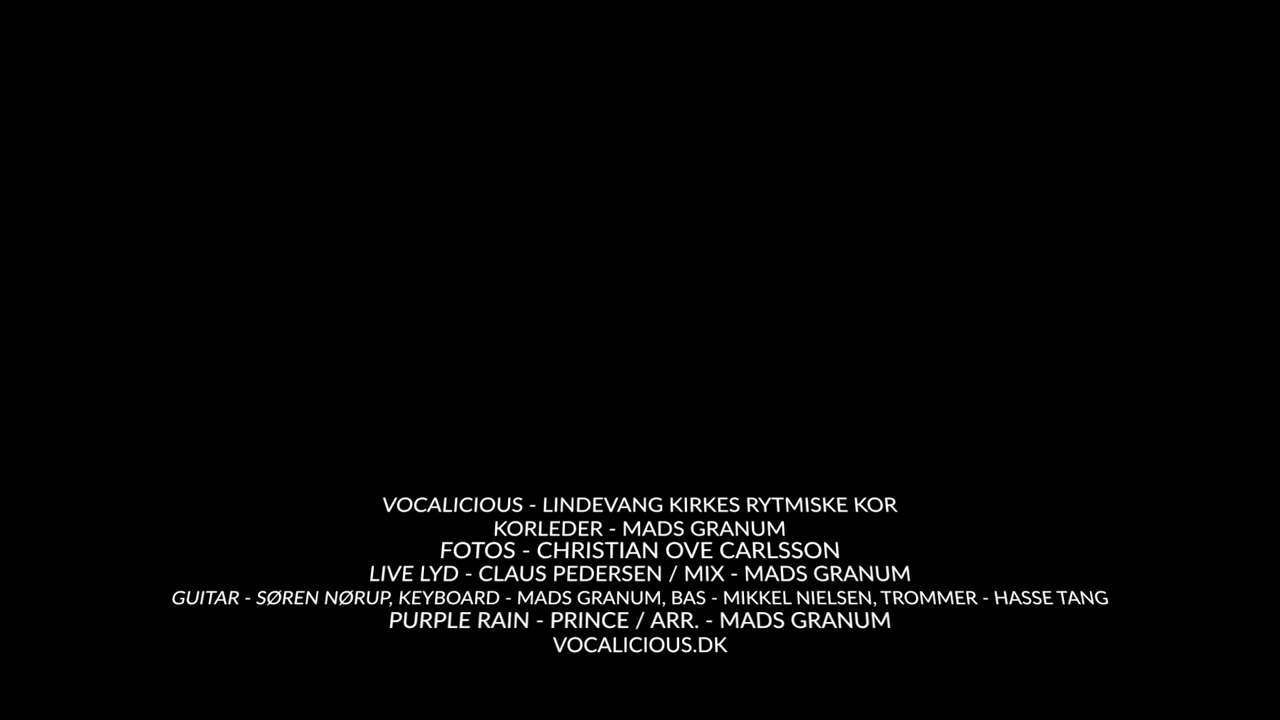 VOCALICIOUS - LINDEVANG KIRKES RYTMISKE KOR
KORLEDER - MADS GRANUM
FOTOS - CHRISTIAN OVE CARLSSON
LIVE LYD - CLAUS PEDERSEN / MIX - MADS GRANUM
GUITAR - SØREN NØRUP, KEYBOARD - MADS GRANUM, BAS - MIKKEL NIELSEN, TROMMER - HASSE TANG
PURPLE RAIN - PRINCE / ARR. - MADS GRANUM
VOCALICIOUS.DK